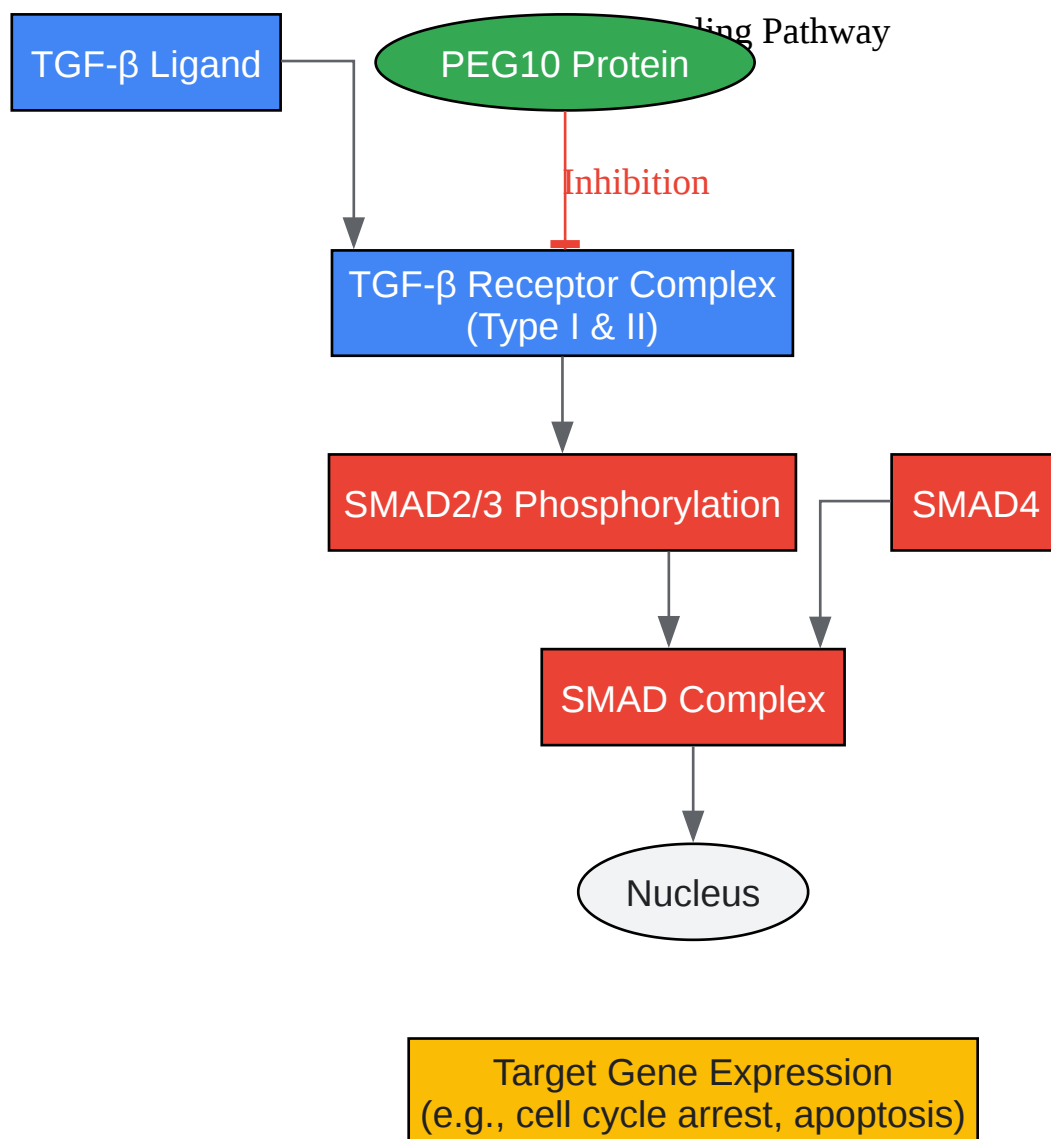 TGF-β Ligand
PEG10 Protein
Pathway
Inhibition
TGF-β Receptor Complex
(Type I & II)
SMAD2/3 Phosphorylation
SMAD4
SMAD Complex
Nucleus
Target Gene Expression
(e.g., cell cycle arrest, apoptosis)